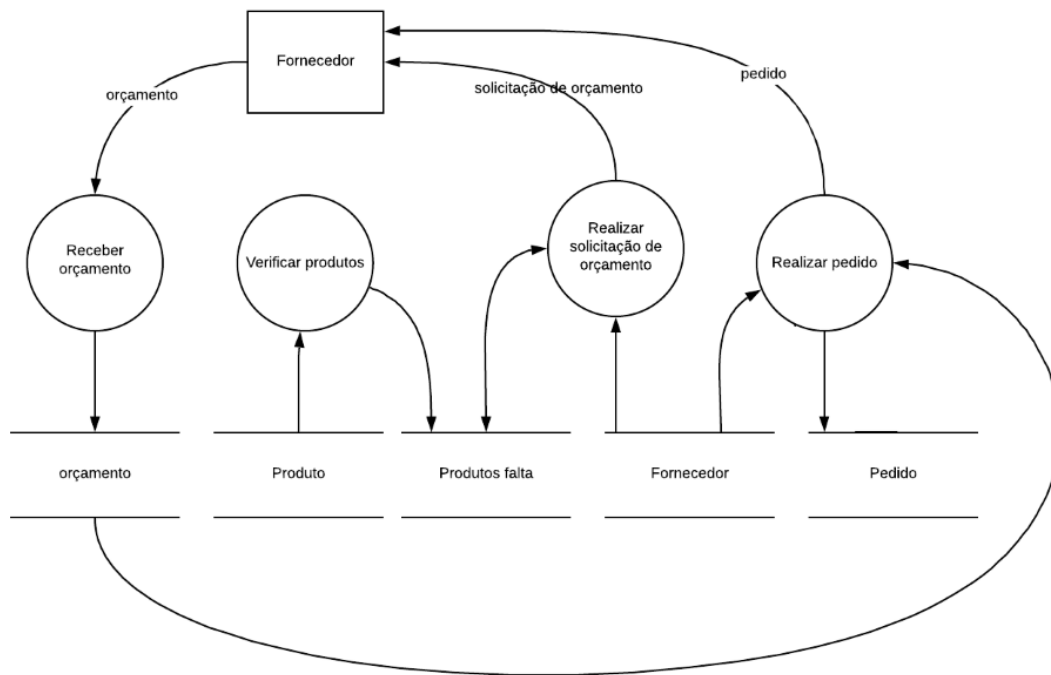 Fornecedor
pedido
solicitação de orçamento
orçamento
Receber
orçamento
Verificar produtos
Realizar
solicitação de
orçamento
Realizar pedido
orçamento
Produto
Produtos falta
Fornecedor
Pedido